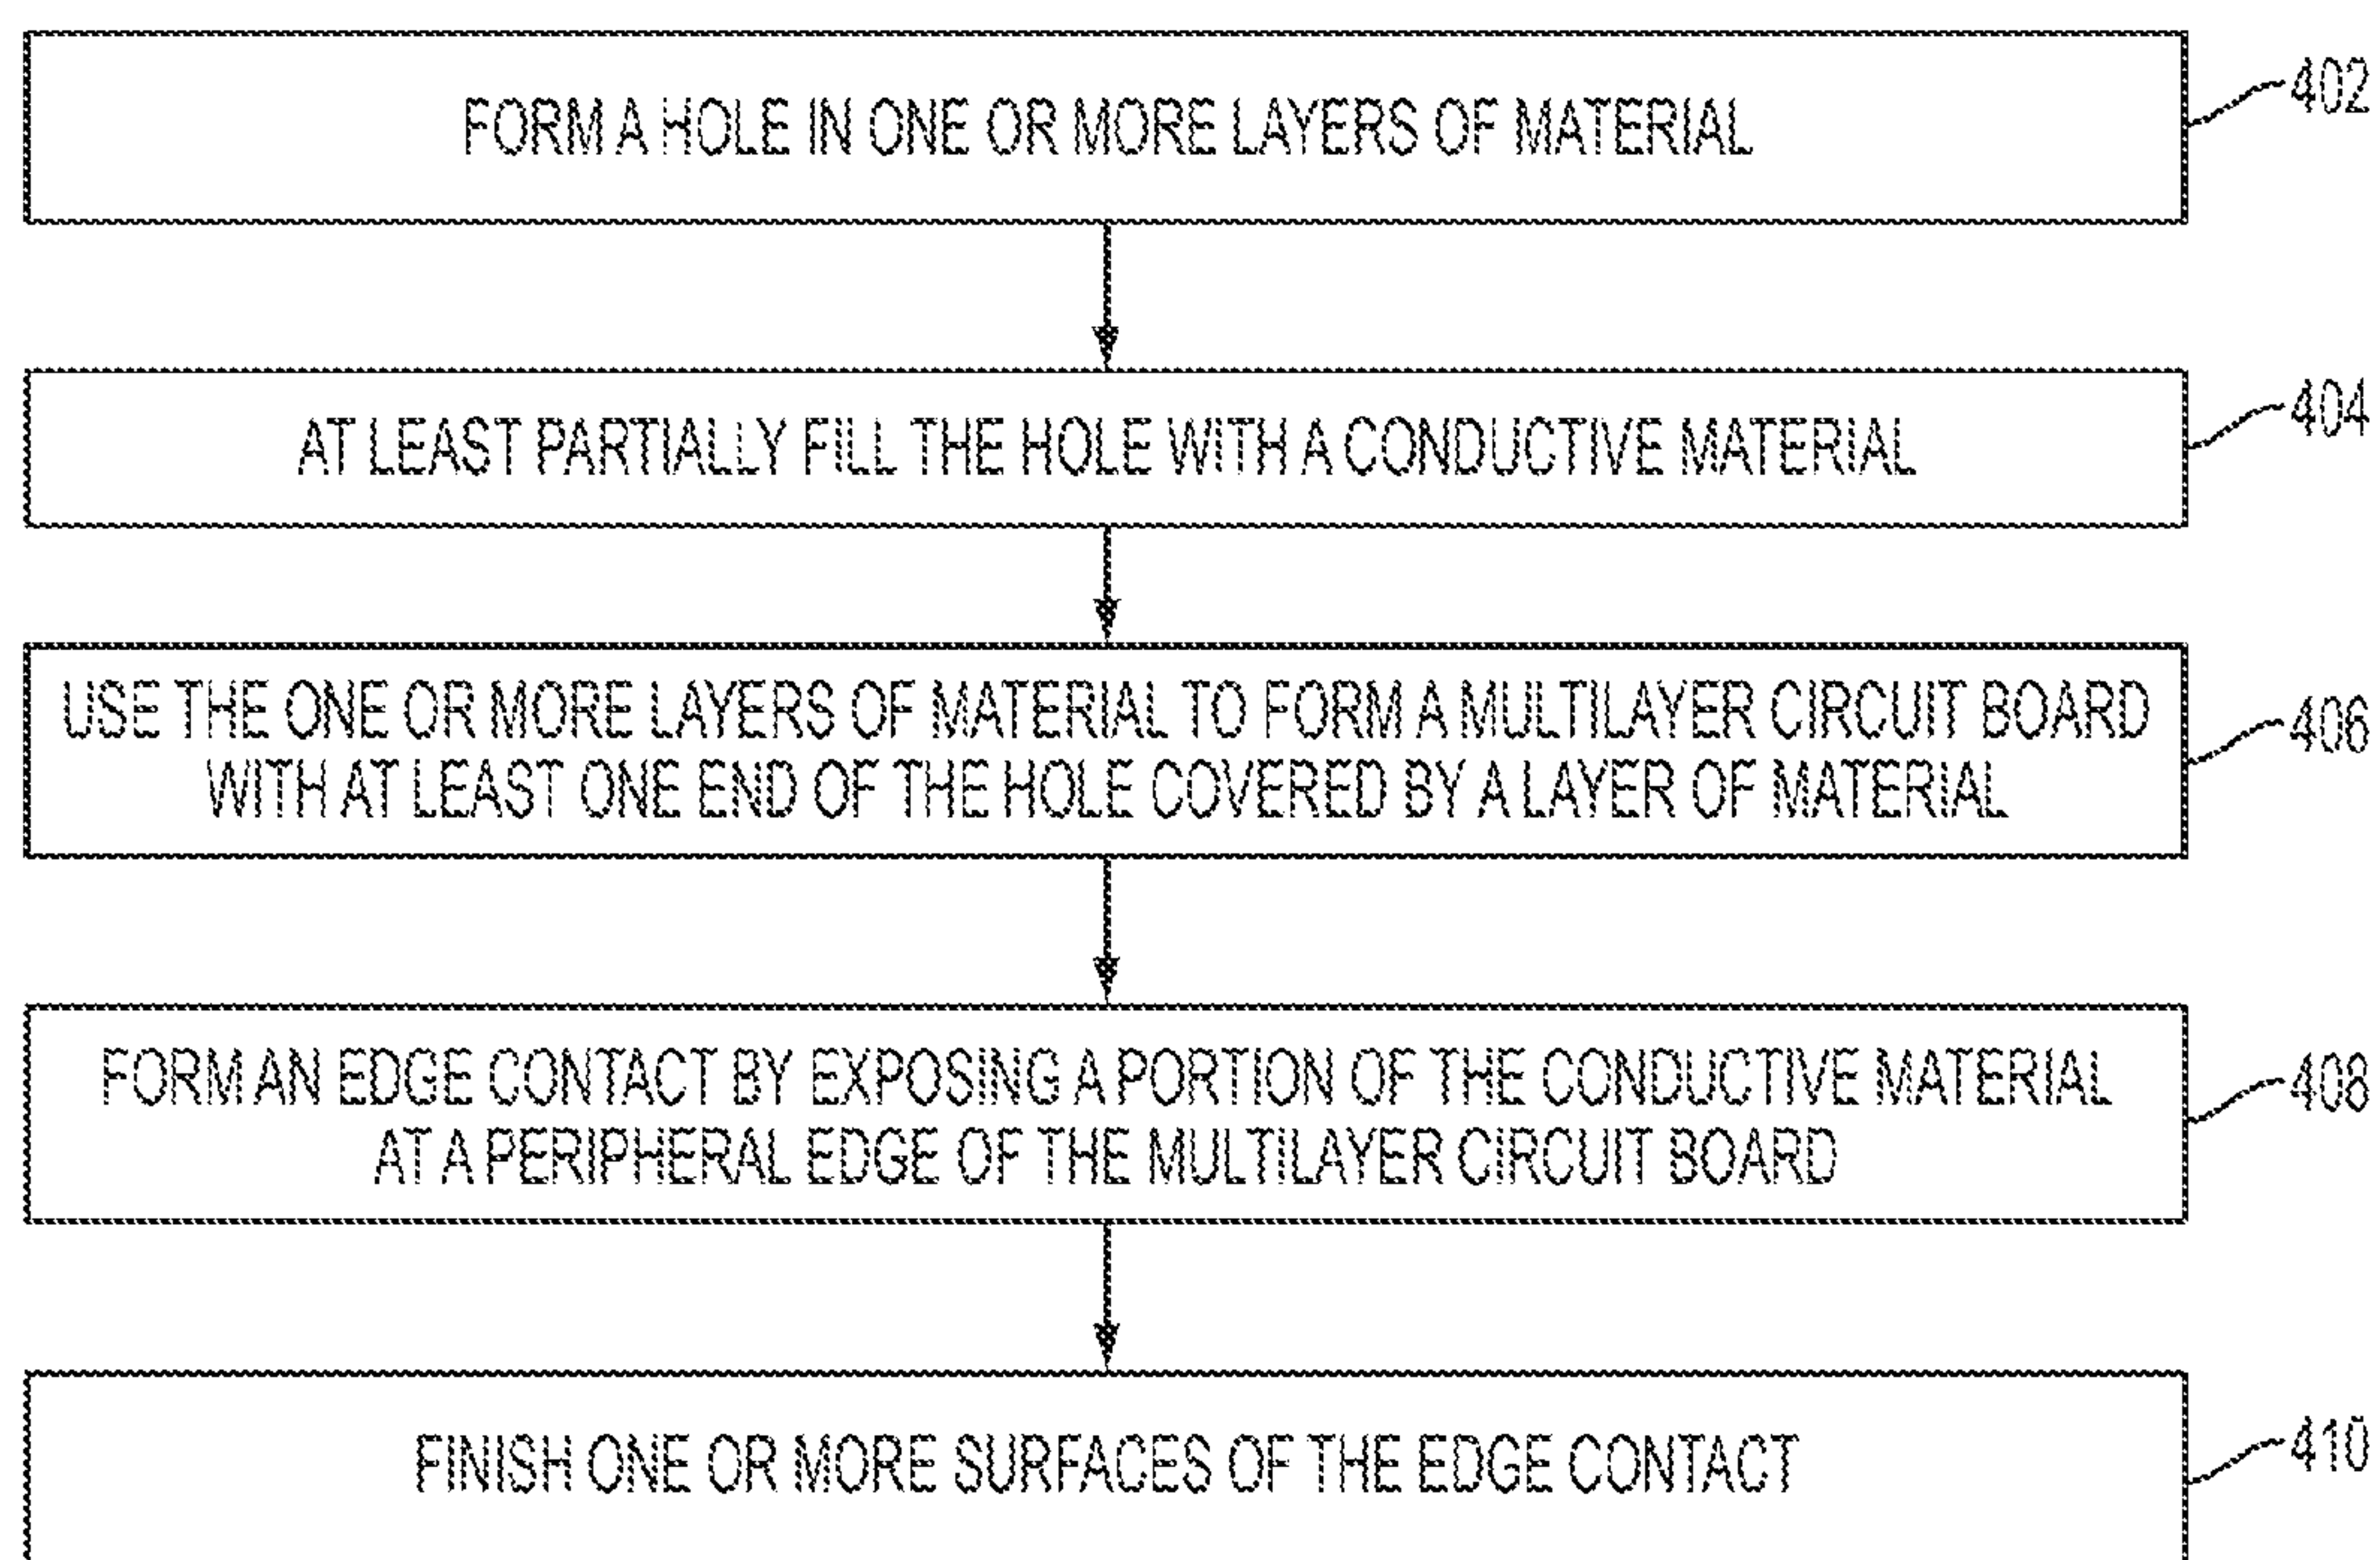 FORM A HOLE IN ONE OR MORE LAYERS OF MATERIAL
402
AT LEAST PARTIALLY FILL THE HOLE WITH A CONDUCTIVE MATERIAL
404
USE THE ONE OR MORE LAYERS OF MATERIAL TO FORM A MULTILAYER CIRCUIT BOARD
WITH AT LEAST ONE END OF THE HOLE COVERED BY A LAYER OF MATERIAL
406
FORM AN EDGE CONTACT BY EXPOSING A PORTION OF THE CONDUCTIVE MATERIAL
AT A PERIPHERAL EDGE OF THE MULTILAYER CIRCUIT BOARD
408
FINISH ONE OR MORE SURFACES OF THE EDGE CONTACT
410